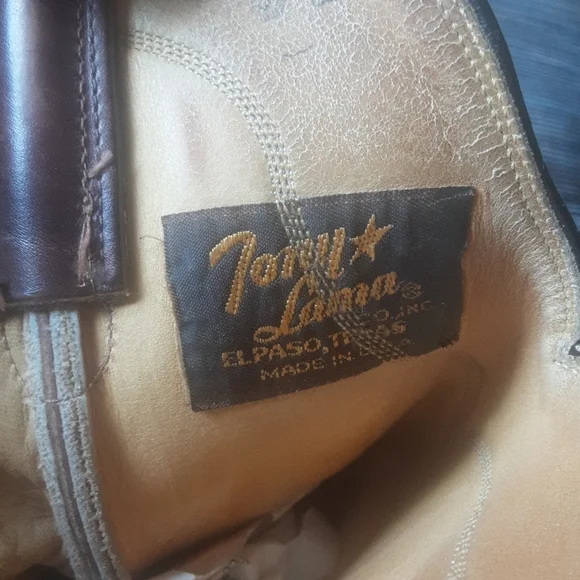 Tony
Lama®
CO., INC.
EL PASO, TEXAS
MADE IN U.S.A.